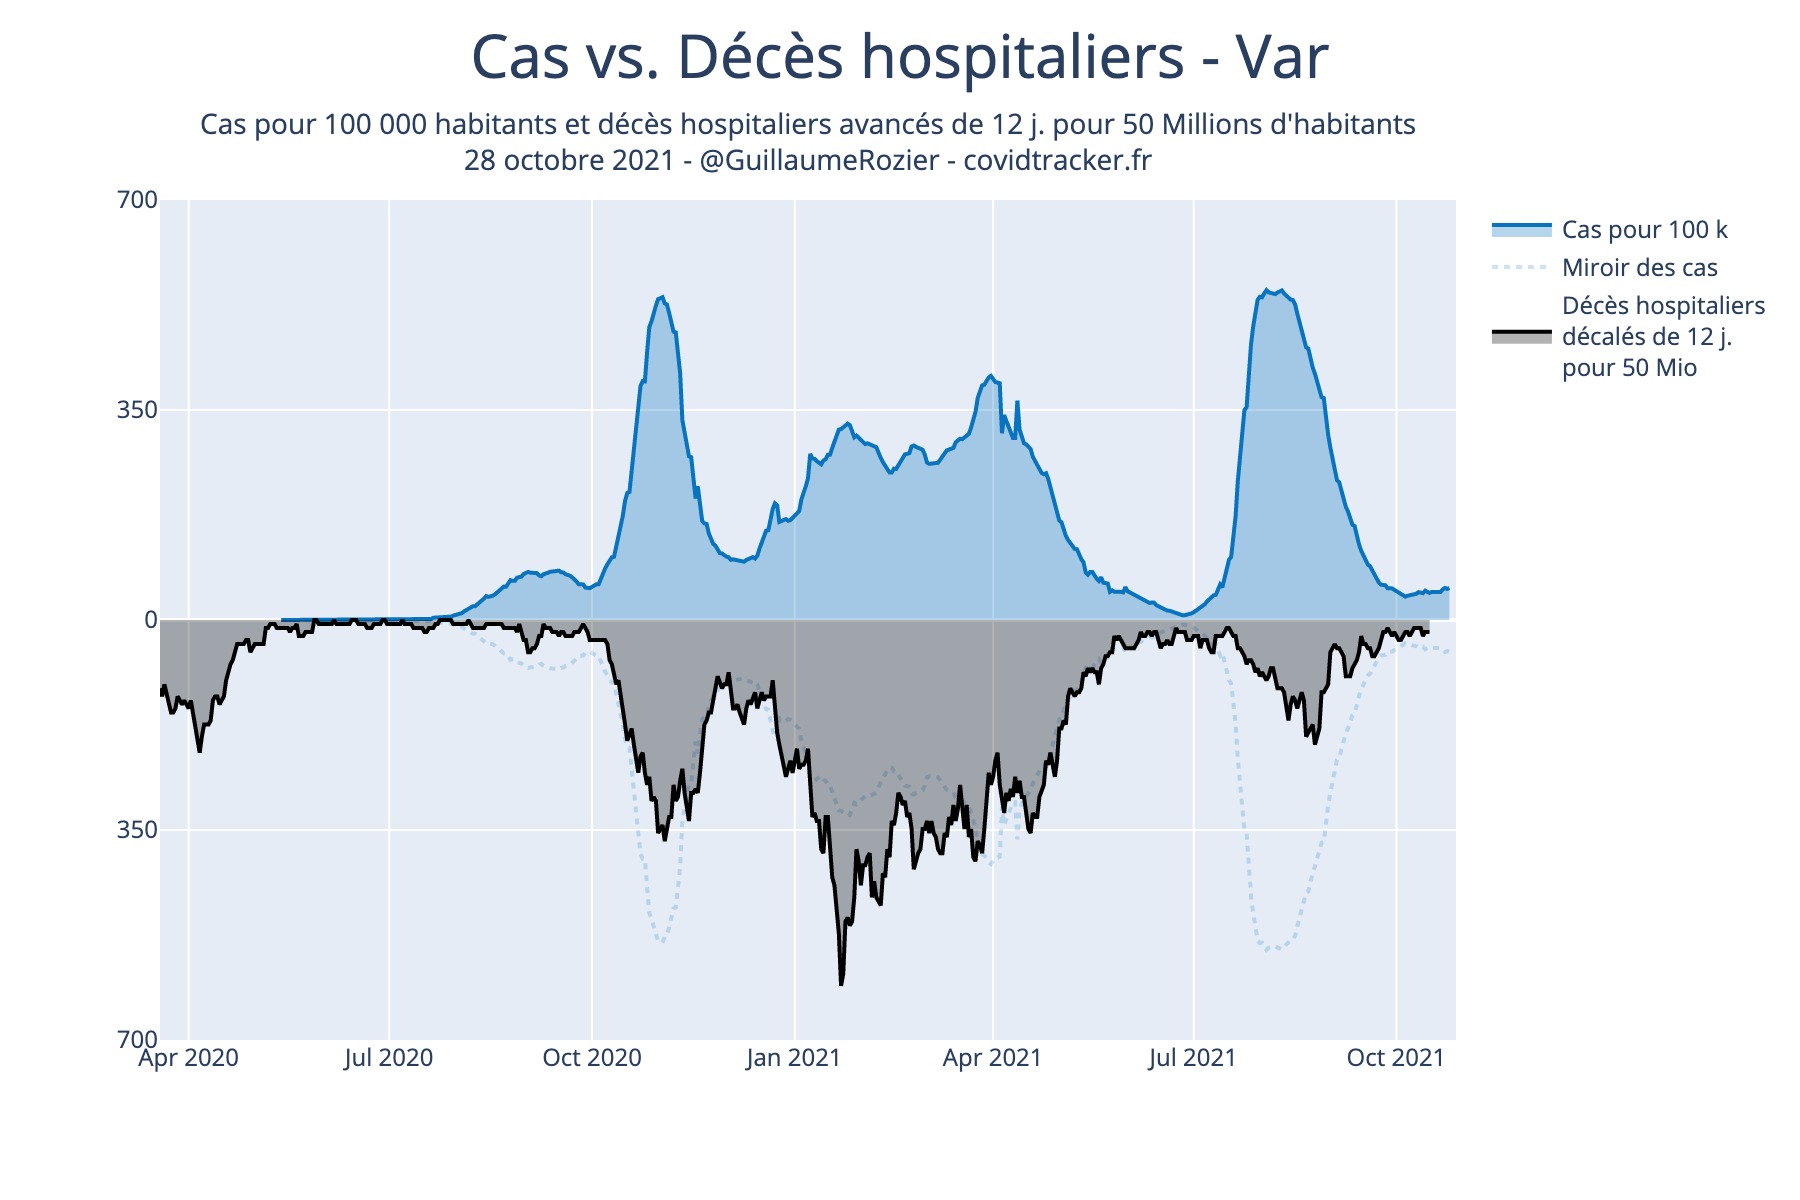 Cas vs. Décès hospitaliers - Var
Cas pour 100 000 habitants et décès hospitaliers avancés de 12 j. pour 50 Millions d'habitants
28 octobre 2021 - @GuillaumeRozier - covidtracker.fr
700
350
0
350
700
Apr 2020
Jul 2020
Oct 2020
Jan 2021
Apr 2021
Jul 2021
Oct 2021
Cas pour 100 k
Miroir des cas
Décès hospitaliers
décalés de 12 j.
pour 50 Mio